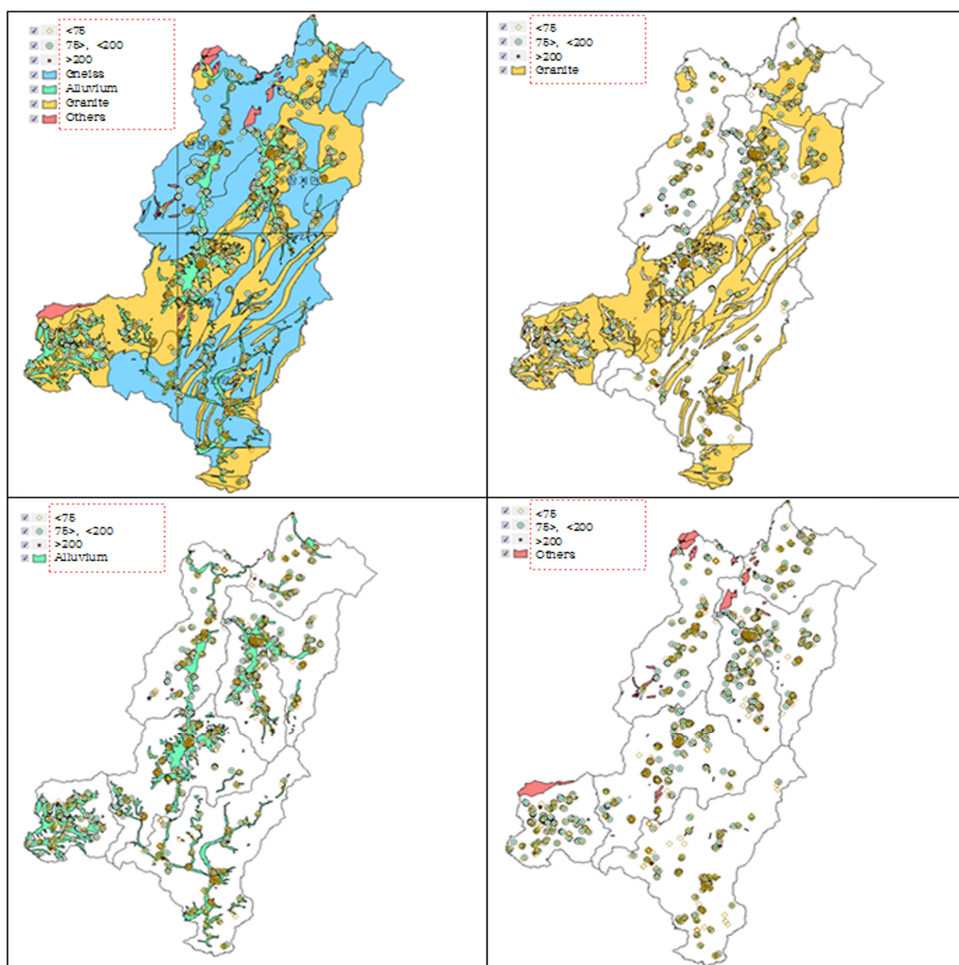 <75
75>, <200
>200
Gneiss
Alluvium
Granite
Others
<75
75>, <200
>200
Granite
<75
75>, <200
>200
Alluvium
<75
75>, <200
>200
Others